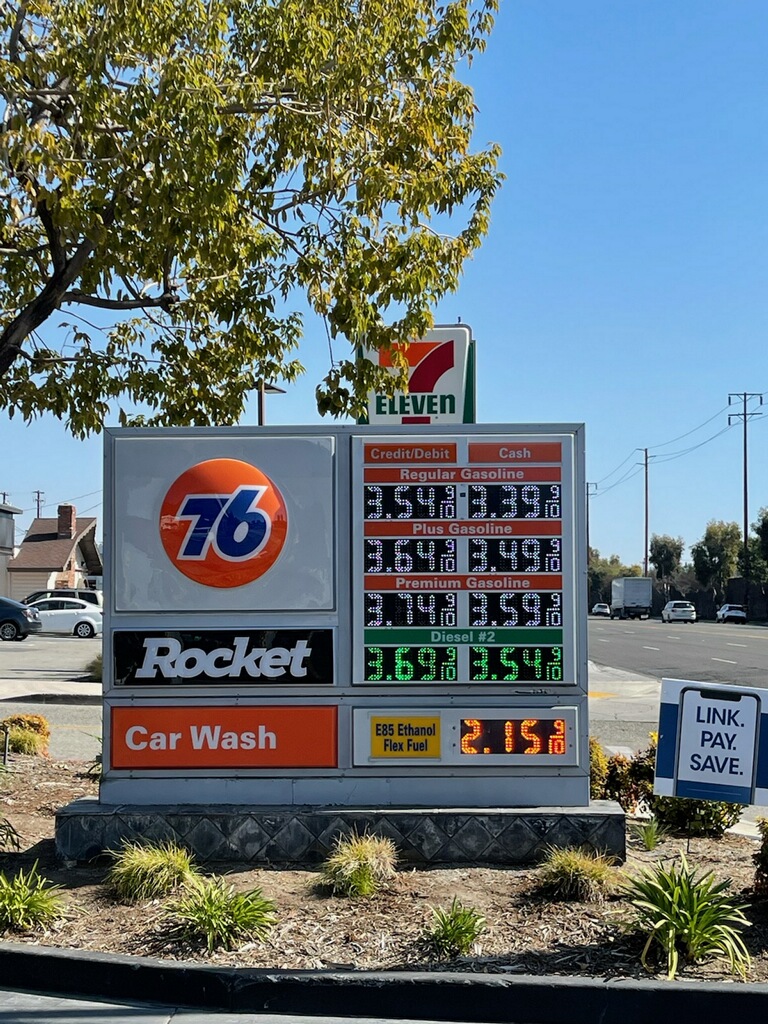 7
ELEVEn
76
Credit/Debit Cash
Regular Gasoline
3.54 9/10 3.39 9/10
Plus Gasoline
3.64 9/10 3.49 9/10
Premium Gasoline
3.74 9/10 3.59 9/10
Diesel #2
3.69 9/10 3.54 9/10
Rocket
Car Wash
E85 Ethanol
Flex Fuel
2.15 9/10
LINK.
PAY.
SAVE.